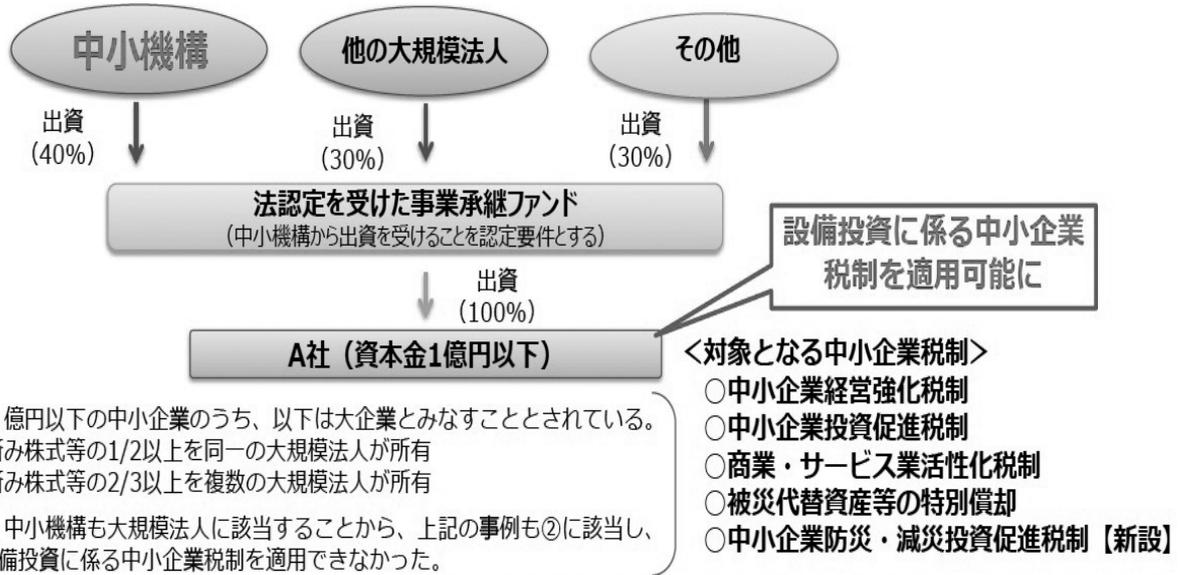 中小機構
他の大規模法人
その他
出資
(40%)
出資
(30%)
出資
(30%)
法認定を受けた事業承継ファンド
(中小機構から出資を受けることを認定要件とする)
設備投資に係る中小企業
税制を適用可能に
出資
(100%)
A社(資本金1億円以下)
<対象となる中小企業税制>
○中小企業経営強化税制
○中小企業投資促進税制
○商業・サービス業活性化税制
○被災代替資産等の特別償却
○中小企業防災・減災投資促進税制【新設】
億円以下の中小企業のうち、以下は大企業とみなすこととされている。
済み株式等の1/2以上を同一の大規模法人が所有
済み株式等の2/3以上を複数の大規模法人が所有
中小機構も大規模法人に該当することから、上記の事例も②に該当し、
備投資に係る中小企業税制を適用できなかった。